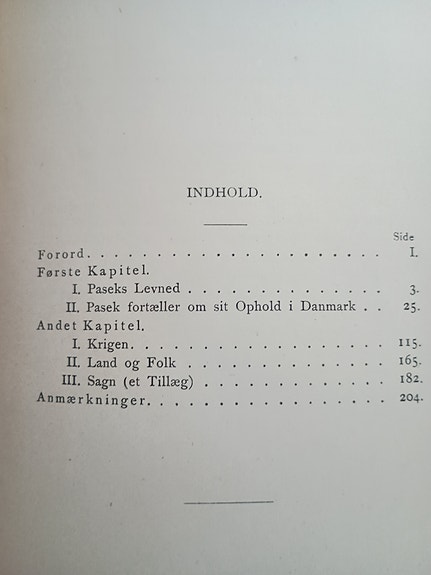 INDHOLD.
Side
Forord. . . . . . . . . . . . . . . . . . . . . . I.
Første Kapitel.
I. Paseks Levned . . . . . . . . . . . . . . 3.
II. Pasek fortæller om sit Ophold i Danmark . . 25.
Andet Kapitel.
I. Krigen. . . . . . . . . . . . . . . . . . 115.
II. Land og Folk . . . . . . . . . . . . . . 165.
III. Sagn (et Tillæg) . . . . . . . . . . . . 182.
Anmærkninger. . . . . . . . . . . . . . . . . 204.